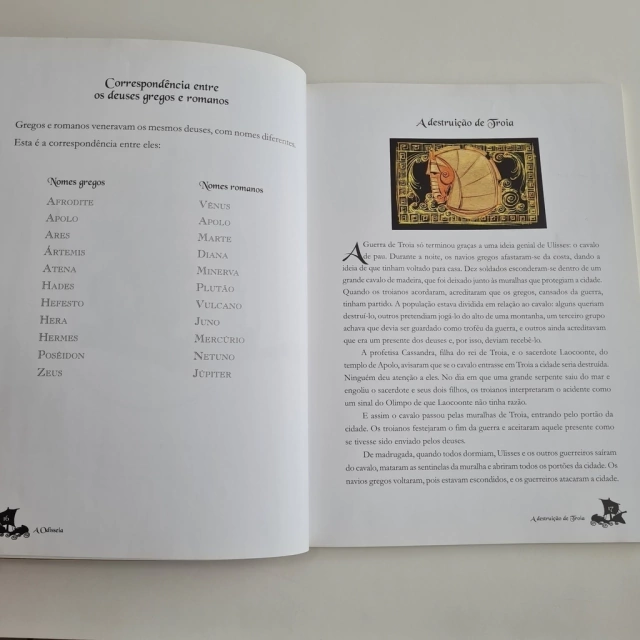 Correspondência entre
os deuses gregos e romanos
Gregos e romanos veneravam os mesmos deuses, com nomes diferentes.
Esta é a correspondência entre eles:
Nomes gregos
AFRODITE
APOLO
ARES
ÁRTEMIS
ATENA
HADES
HEFESTO
HERA
HERMES
POSÊIDON
ZEUS
Nomes romanos
VÊNUS
APOLO
MARTE
DIANA
MINERVA
PLUTÃO
VULCANO
JUNO
MERCÚRIO
NETUNO
JÚPITER
A Odisseia
A destruição de Troia
A Guerra de Troia só terminou graças a uma ideia genial de Ulisses: o cavalo
de pau. Durante a noite, os navios gregos afastaram-se da costa, dando a
ideia de que tinham voltado para casa. Dez soldados esconderam-se dentro de um
grande cavalo de madeira, que foi deixado junto às muralhas que protegiam a cidade.
Quando os troianos acordaram, acreditaram que os gregos, cansados da guerra,
tinham partido. A população estava dividida em relação ao cavalo: alguns queriam
destruí-lo, outros pretendiam jogá-lo do alto de uma montanha, um terceiro grupo
achava que devia ser guardado como troféu da guerra, e outros ainda acreditavam
que era um presente dos deuses e, por isso, deviam recebê-lo.
A profetisa Cassandra, filha do rei de Troia, e o sacerdote Laocoonte, do
templo de Apolo, avisaram que se o cavalo entrasse em Troia a cidade seria destruída.
Ninguém deu atenção a eles. No dia em que uma grande serpente saiu do mar e
engoliu o sacerdote e seus dois filhos, os troianos interpretaram o acidente como
um sinal do Olimpo de que Laocoonte não tinha razão.
E assim o cavalo passou pelas muralhas de Troia, entrando pelo portão da
cidade. Os troianos festejaram o fim da guerra e aceitaram aquele presente como
se tivesse sido enviado pelos deuses.
De madrugada, quando todos dormiam, Ulisses e os outros guerreiros saíram
do cavalo, mataram as sentinelas da muralha e abriram todos os portões da cidade. Os
navios gregos voltaram, pois estavam escondidos, e os guerreiros atacaram a cidade.
A destruição de Troia